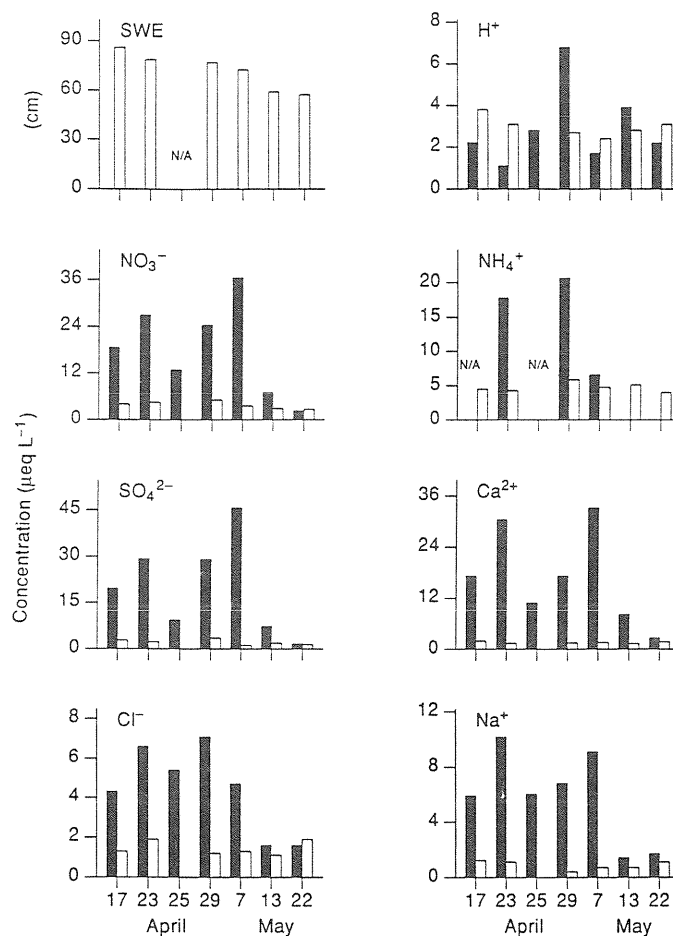 SWE
90
60
30
0
(cm)
N/A
H⁺
8
6
4
2
0
NO₃⁻
36
24
12
0
NH₄⁺
20
15
10
5
0
N/A
N/A
Concentration (μeq L⁻¹)
SO₄²⁻
45
30
15
0
Ca²⁺
36
24
12
0
Cl⁻
8
6
4
2
0
17 23 25 29 7 13 22
April May
Na⁺
12
8
4
0
17 23 25 29 7 13 22
April May